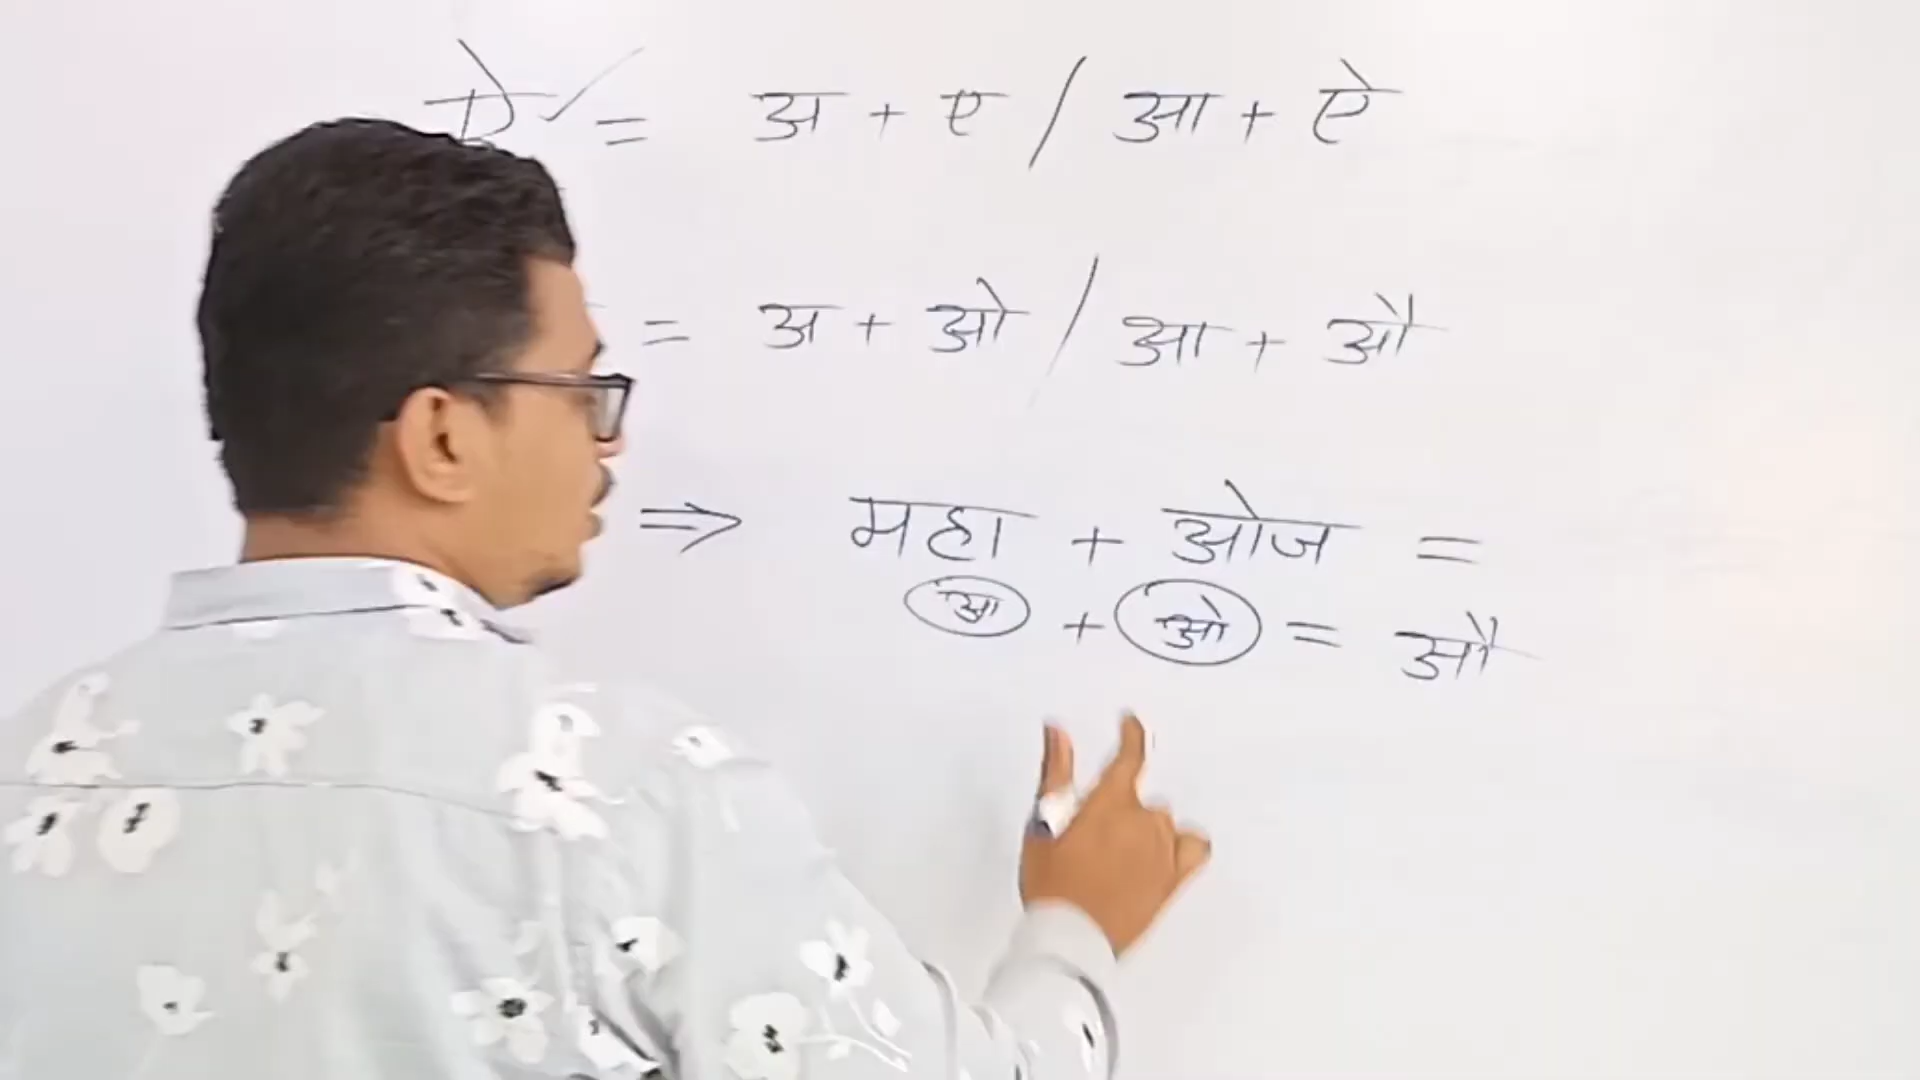 ऐ = अ + ए / आ + ऐ
= अ + ओ / आ + औ
⇒ महा + ओज =
आ + ओ = औ